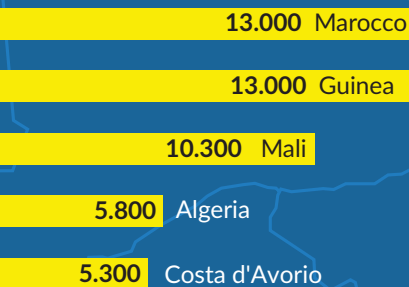 13.000 Marocco
13.000 Guinea
10.300 Mali
5.800 Algeria
5.300 Costa d'Avorio